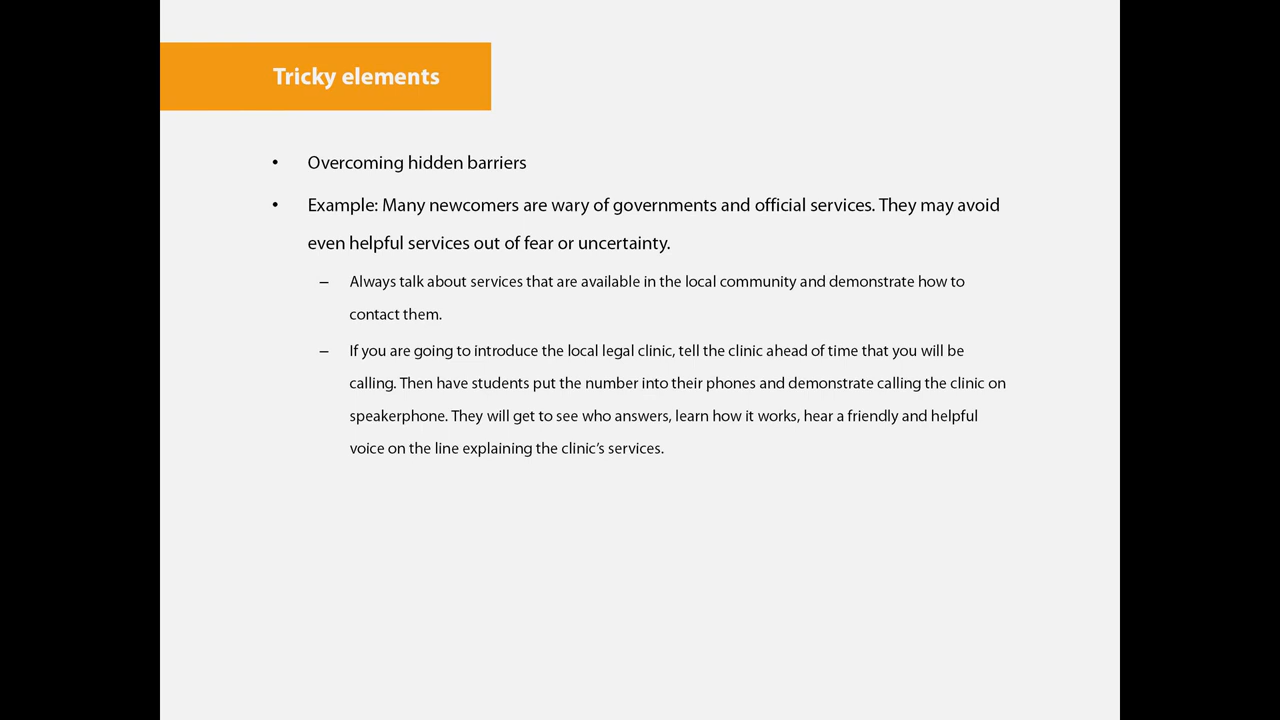 Tricky elements
• Overcoming hidden barriers
• Example: Many newcomers are wary of governments and official services. They may avoid
even helpful services out of fear or uncertainty.
– Always talk about services that are available in the local community and demonstrate how to
contact them.
– If you are going to introduce the local legal clinic, tell the clinic ahead of time that you will be
calling. Then have students put the number into their phones and demonstrate calling the clinic on
speakerphone. They will get to see who answers, learn how it works, hear a friendly and helpful
voice on the line explaining the clinic’s services.